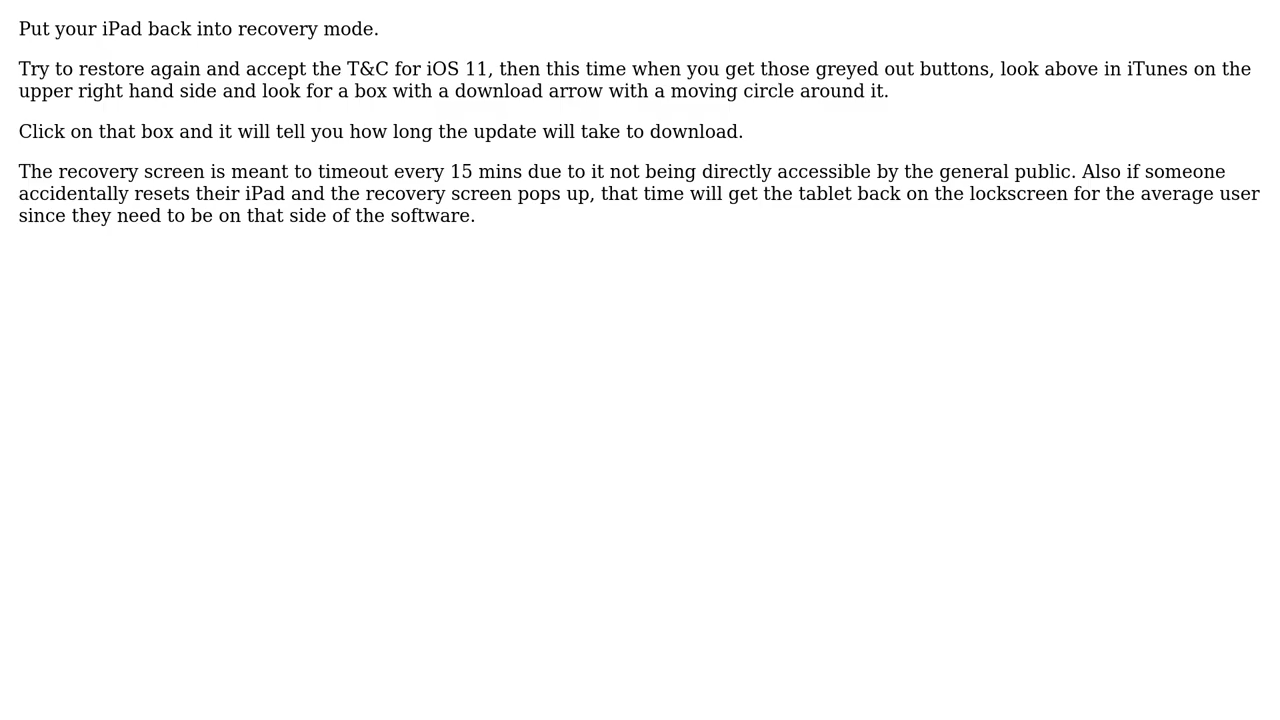 Put your iPad back into recovery mode.
Try to restore again and accept the T&C for iOS 11, then this time when you get those greyed out buttons, look above in iTunes on the
upper right hand side and look for a box with a download arrow with a moving circle around it.
Click on that box and it will tell you how long the update will take to download.
The recovery screen is meant to timeout every 15 mins due to it not being directly accessible by the general public. Also if someone
accidentally resets their iPad and the recovery screen pops up, that time will get the tablet back on the lockscreen for the average user
since they need to be on that side of the software.